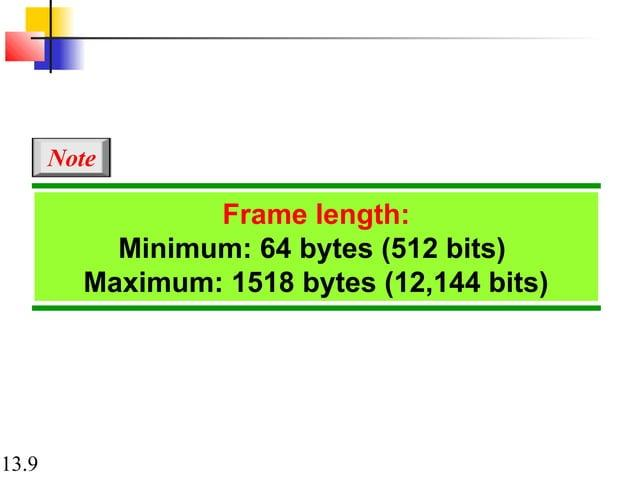 Note
Frame length:
Minimum: 64 bytes (512 bits)
Maximum: 1518 bytes (12,144 bits)
13.9